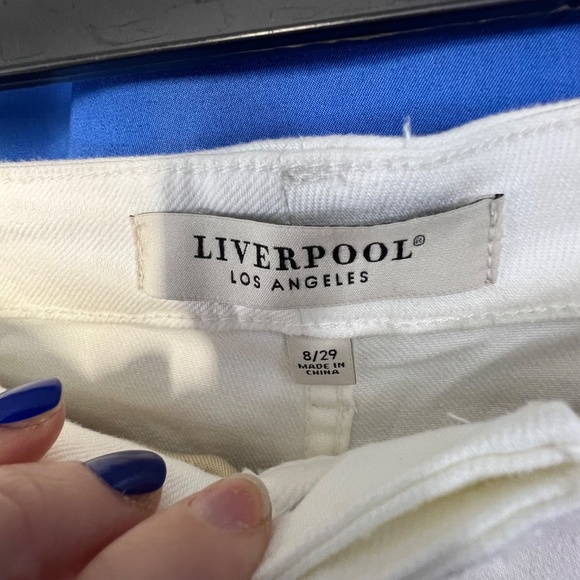 LIVERPOOL®
LOS ANGELES
8/29
MADE IN
CHINA